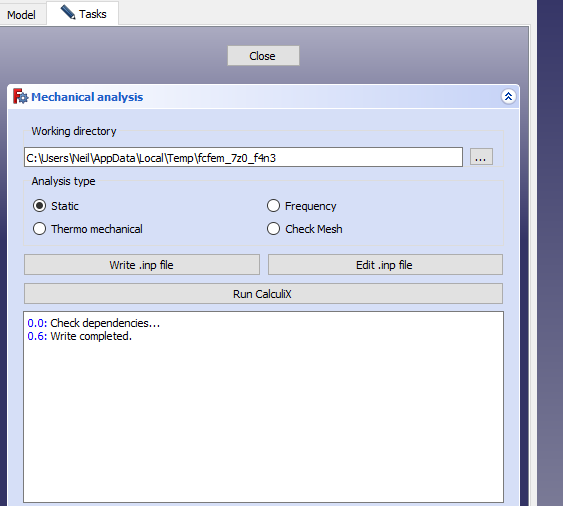 Model Tasks
Close
Mechanical analysis
Working directory
C:\Users\Neil\AppData\Local\Temp\fcfem_7z0_f4n3 ...
Analysis type
Static Frequency
Thermo mechanical Check Mesh
Write .inp file Edit .inp file
Run CalculiX
0.0: Check dependencies...
0.6: Write completed.